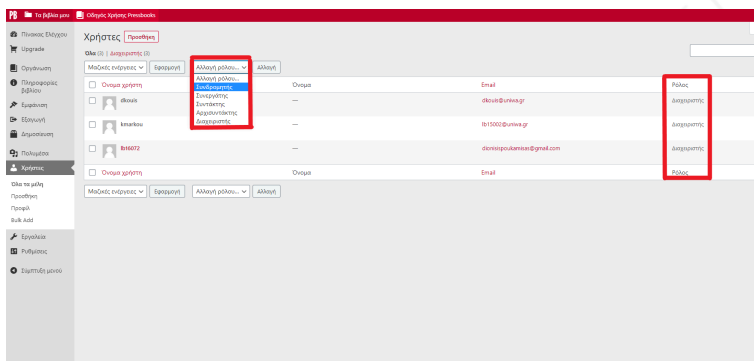 Τα βιβλία μου Οδηγός Χρήσης Pressbooks
Πίνακας Ελέγχου
Upgrade
Οργάνωση
Πληροφορίες βιβλίου
Εμφάνιση
Εξαγωγή
Δημοσίευση
Πολυμέσα
Χρήστες
Όλα τα μέλη
Προσθήκη
Προφίλ
Bulk Add
Εργαλεία
Ρυθμίσεις
Σύμπτυξη μενού
Χρήστες Προσθήκη
Όλα (3) | Διαχειριστής (3)
Μαζικές ενέργειες Εφαρμογή Αλλαγή ρόλου... Αλλαγή
Αλλαγή ρόλου...
Συνδρομητής
Συνεργάτης
Συντάκτης
Αρχισυντάκτης
Διαχειριστής
Όνομα χρήστη Όνομα Email Ρόλος
dkouis — dkouis@uniwa.gr Διαχειριστής
kmarkou — lb15002@uniwa.gr Διαχειριστής
lb16072 — dionisispoukamisas@gmail.com Διαχειριστής
Όνομα χρήστη Όνομα Email Ρόλος
Μαζικές ενέργειες Εφαρμογή Αλλαγή ρόλου... Αλλαγή